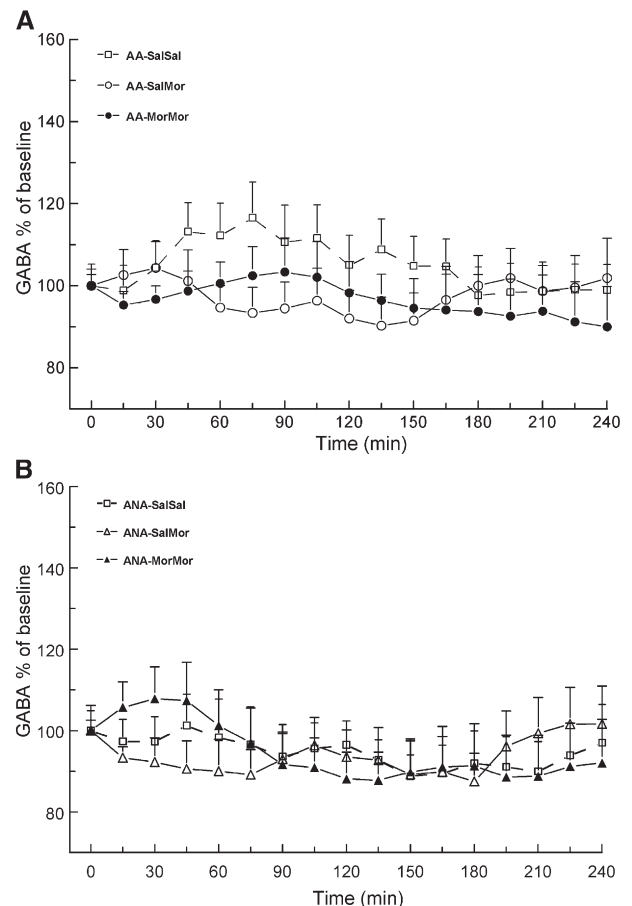 A
160
AA-SalSal
AA-SalMor
AA-MorMor
140
120
100
80
GABA % of baseline
0 30 60 90 120 150 180 210 240
Time (min)
B
160
ANA-SalSal
ANA-SalMor
ANA-MorMor
140
120
100
80
GABA % of baseline
0 30 60 90 120 150 180 210 240
Time (min)